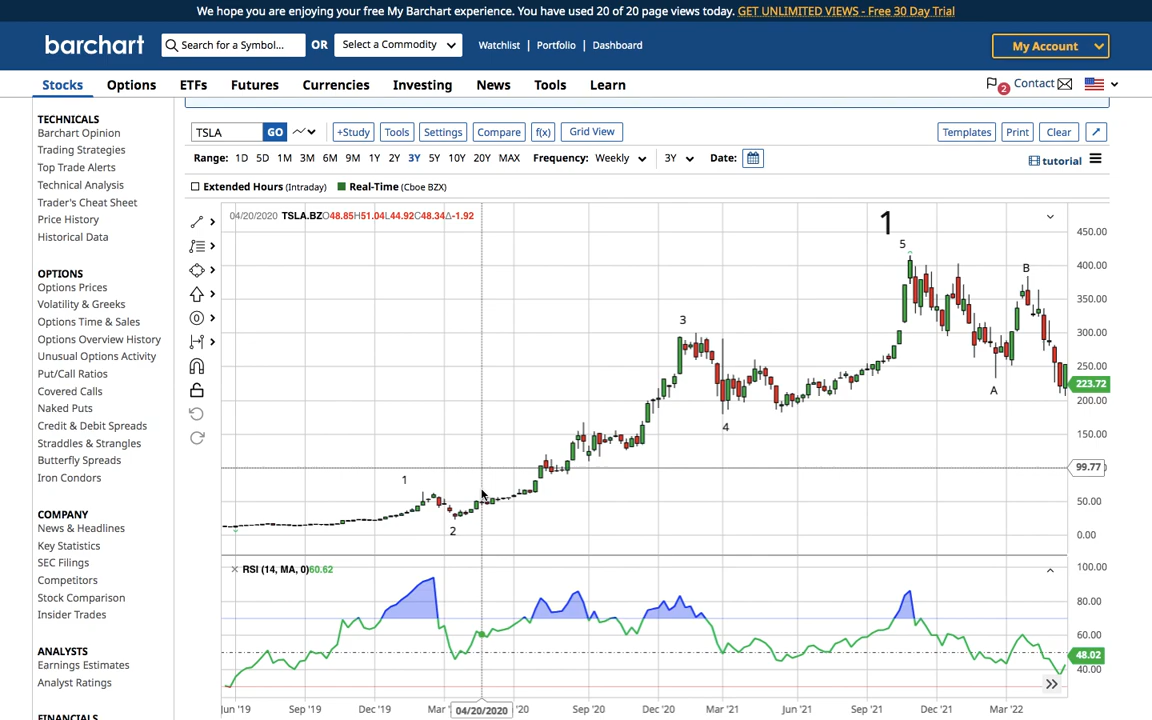 We hope you are enjoying your free My Barchart experience. You have used 20 of 20 page views today. GET UNLIMITED VIEWS - Free 30 Day Trial
barchart Search for a Symbol... OR Select a Commodity Watchlist | Portfolio | Dashboard My Account
Stocks Options ETFs Futures Currencies Investing News Tools Learn 2 Contact
TECHNICALS
Barchart Opinion
Trading Strategies
Top Trade Alerts
Technical Analysis
Trader's Cheat Sheet
Price History
Historical Data
OPTIONS
Options Prices
Volatility & Greeks
Options Time & Sales
Options Overview History
Unusual Options Activity
Put/Call Ratios
Covered Calls
Naked Puts
Credit & Debit Spreads
Straddles & Strangles
Butterfly Spreads
Iron Condors
COMPANY
News & Headlines
Key Statistics
SEC Filings
Competitors
Stock Comparison
Insider Trades
ANALYSTS
Earnings Estimates
Analyst Ratings
FINANCIALS
TSLA GO +Study Tools Settings Compare f(x) Grid View Templates Print Clear
Range: 1D 5D 1M 3M 6M 9M 1Y 2Y 3Y 5Y 10Y 20Y MAX Frequency: Weekly 3Y Date: tutorial
Extended Hours (Intraday) Real-Time (Cboe BZX)
04/20/2020 TSLA.BZO48.85H51.04L44.92C48.34Δ-1.92
1
5
B
3
A
4
1
2
450.00
400.00
350.00
300.00
250.00
223.72
200.00
150.00
99.77
50.00
0.00
RSI (14, MA, 0)60.62
100.00
80.00
60.00
48.02
40.00
Jun '19 Sep '19 Dec '19 Mar ' 04/20/2020 '20 Sep '20 Dec '20 Mar '21 Jun '21 Sep '21 Dec '21 Mar '22